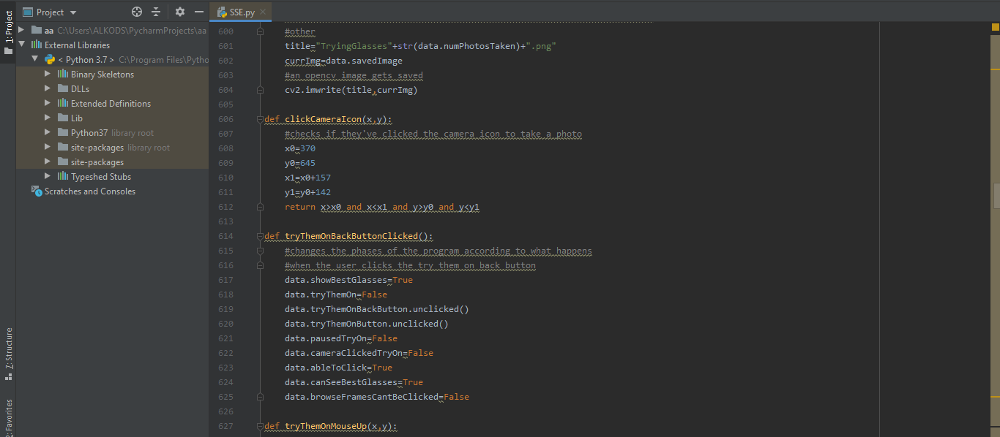 Project
SSE.py
1: Project
aa C:\Users\ALKODS\PycharmProjects\aa
External Libraries
< Python 3.7 > C:\Program Files\Pytho
Binary Skeletons
DLLs
Extended Definitions
Lib
Python37 library root
site-packages library root
site-packages
Typeshed Stubs
Scratches and Consoles
7: Structure
2: Favorites
600 #other
601 title="TryingGlasses"+str(data.numPhotosTaken)+".png"
602 currImg=data.savedImage
603 #an opencv image gets saved
604 cv2.imwrite(title,currImg)
605
606 def clickCameraIcon(x,y):
607 #checks if they've clicked the camera icon to take a photo
608 x0=370
609 y0=645
610 x1=x0+157
611 y1=y0+142
612 return x>x0 and x<x1 and y>y0 and y<y1
613
614 def tryThemOnBackButtonClicked():
615 #changes the phases of the program according to what happens
616 #when the user clicks the try them on back button
617 data.showBestGlasses=True
618 data.tryThemOn=False
619 data.tryThemOnBackButton.unclicked()
620 data.tryThemOnButton.unclicked()
621 data.pausedTryOn=False
622 data.cameraClickedTryOn=False
623 data.ableToClick=True
624 data.canSeeBestGlasses=True
625 data.browseFramesCantBeClicked=False
626
627 def tryThemOnMouseUp(x,y):